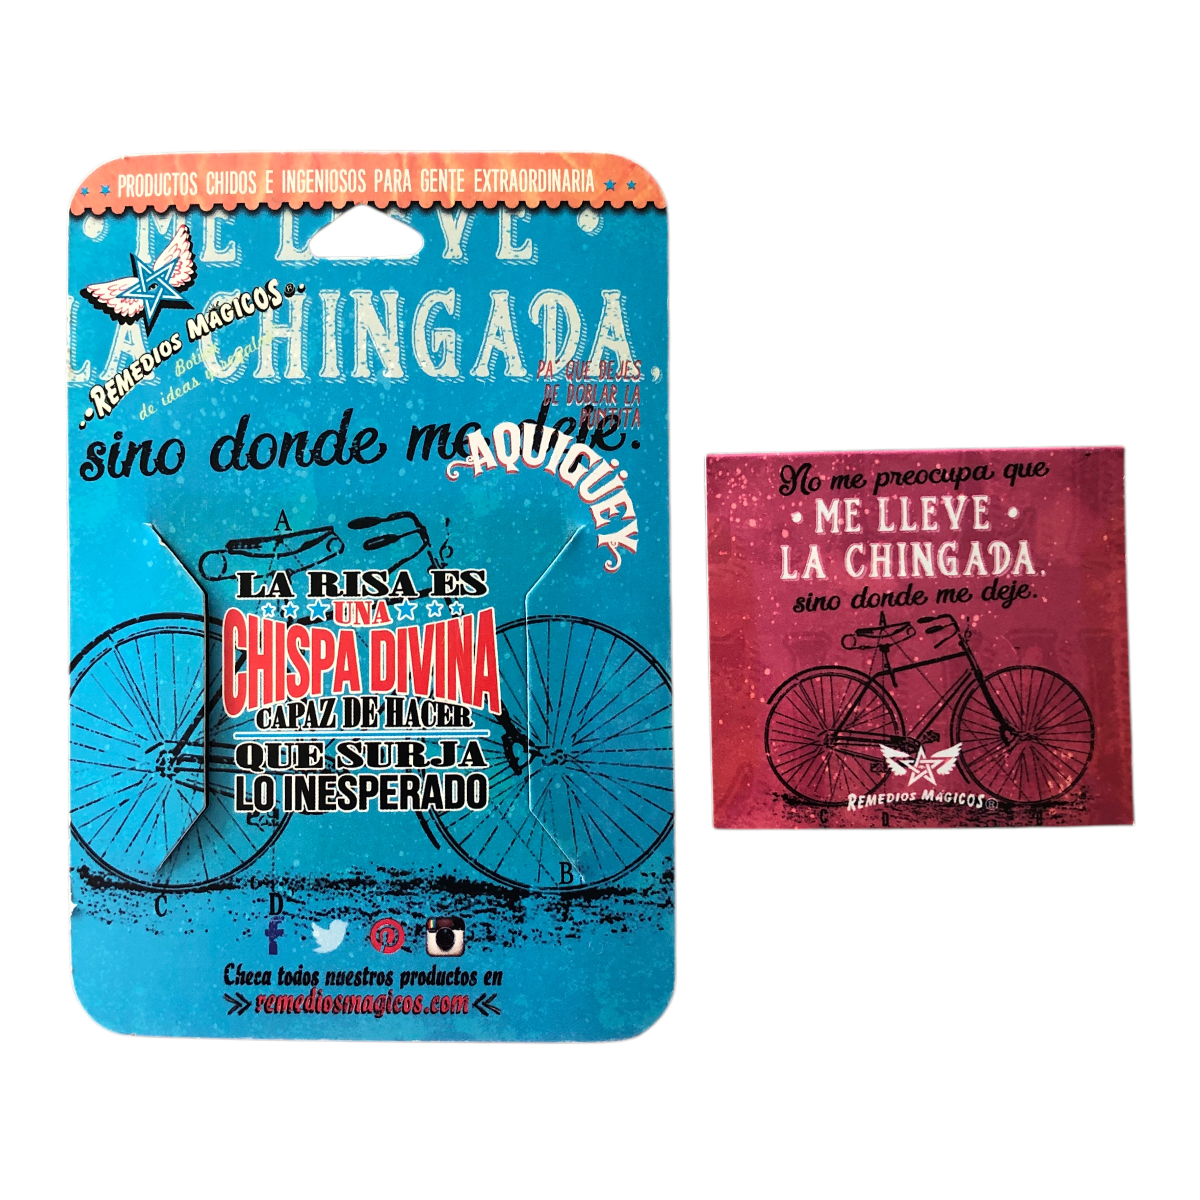 PRODUCTOS CHIDOS E INGENIOSOS PARA GENTE EXTRAORDINARIA
• ME LLEVE •
LA CHINGADA,
sino donde me deje.
REMEDIOS MÁGICOS®
de ideas
PA' QUE DEJES
DE DOBLAR LA
PUNTITA
AQUIGÜEY
A
LA RISA ES
UNA
CHISPA DIVINA
CAPAZ DE HACER
QUE SURJA
LO INESPERADO
B
C
D
f
Checa todos nuestros productos en
remediosmagicos.com
No me preocupa que
• ME LLEVE •
LA CHINGADA,
sino donde me deje.
REMEDIOS MÁGICOS®
C D B